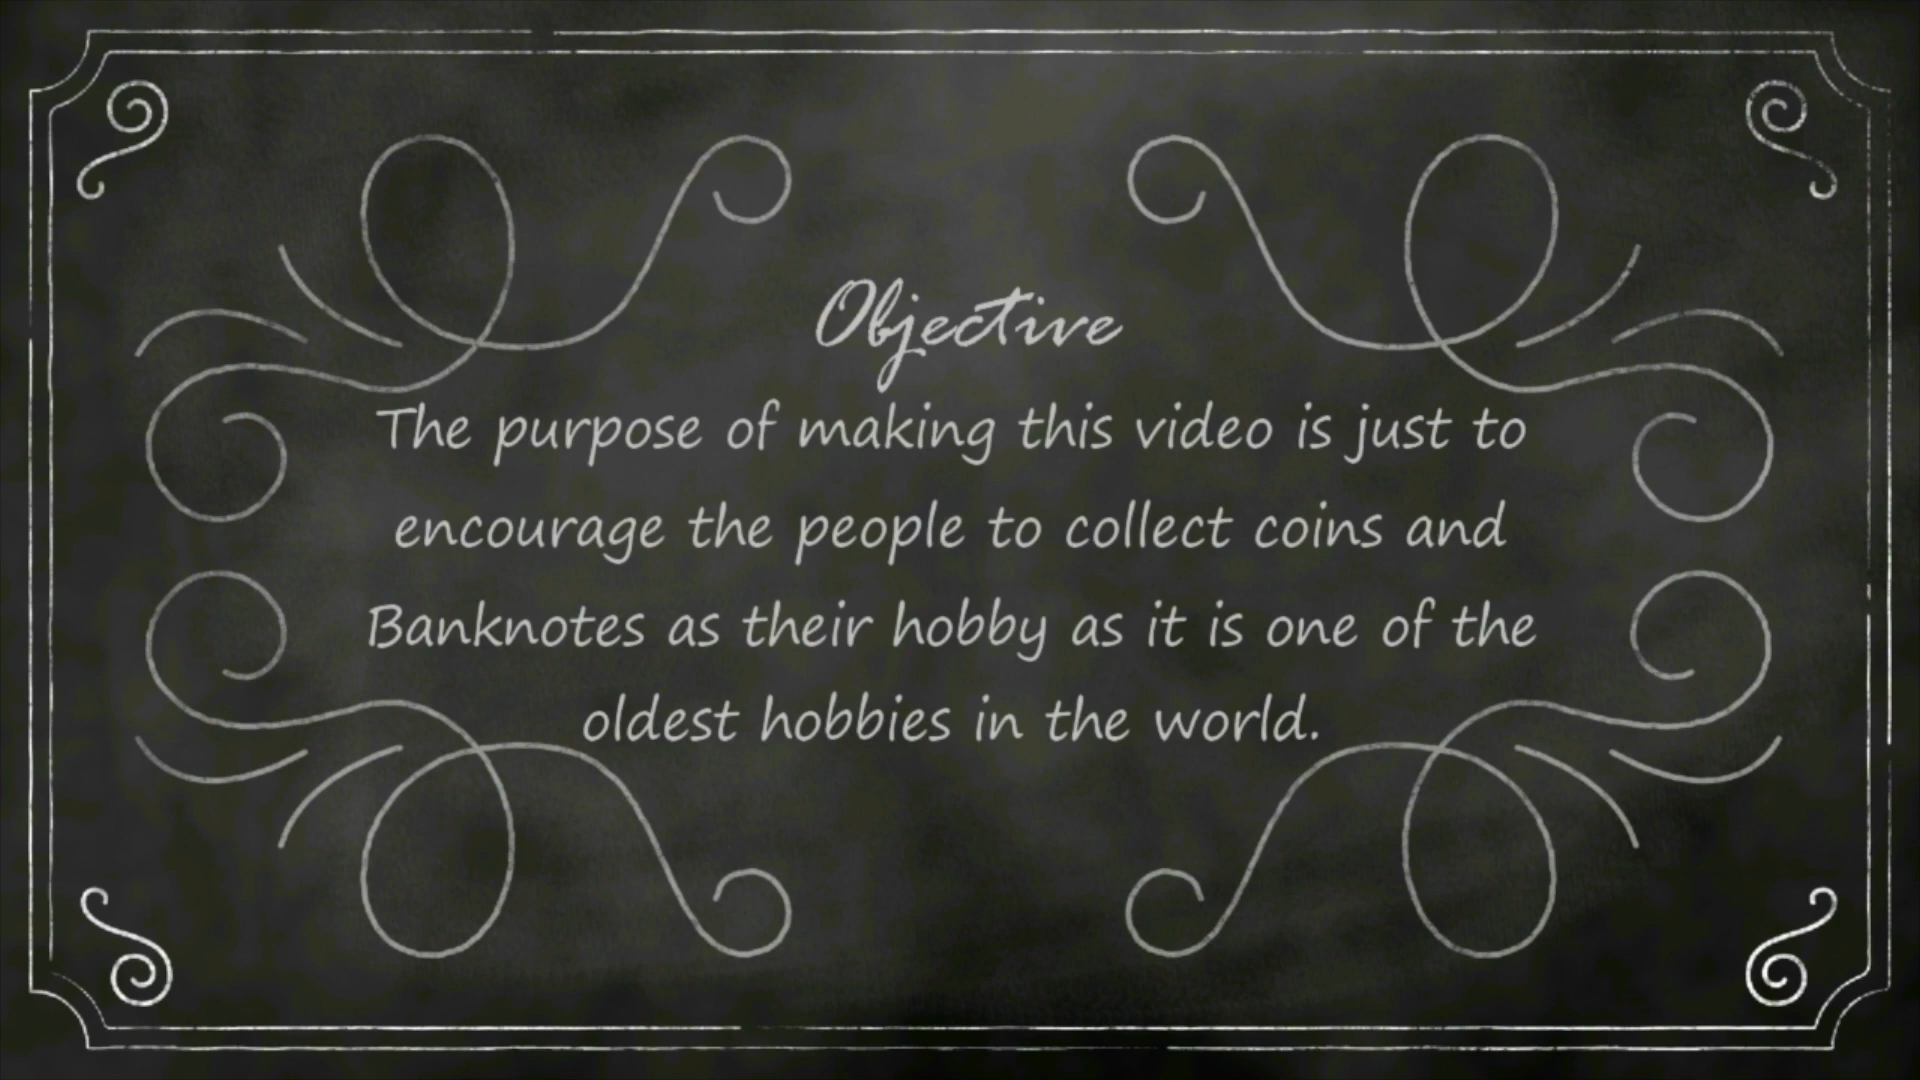 Objective
The purpose of making this video is just to
encourage the people to collect coins and
Banknotes as their hobby as it is one of the
oldest hobbies in the world.